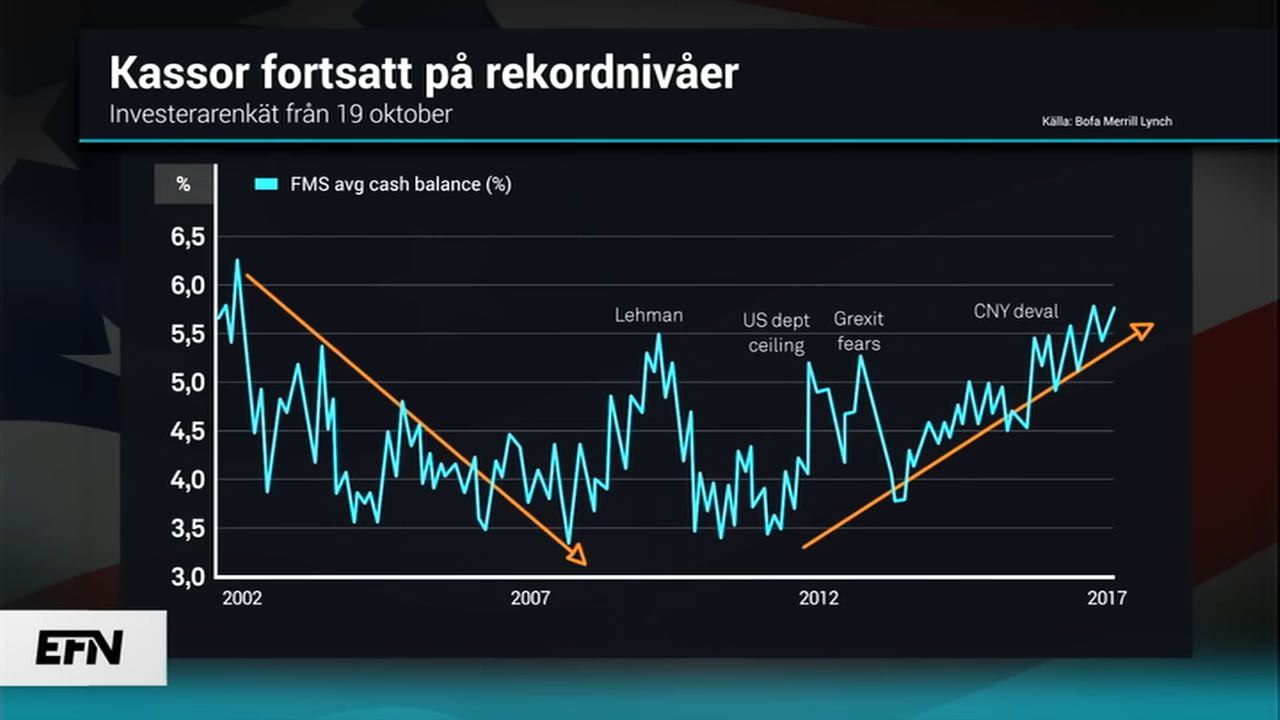 Kassor fortsatt på rekordnivåer
Investerarenkät från 19 oktober
Källa: Bofa Merrill Lynch
%
FMS avg cash balance (%)
6,5
6,0
5,5
5,0
4,5
4,0
3,5
3,0
Lehman
US dept
ceiling
Grexit
fears
CNY deval
2002
2007
2012
2017
EFN